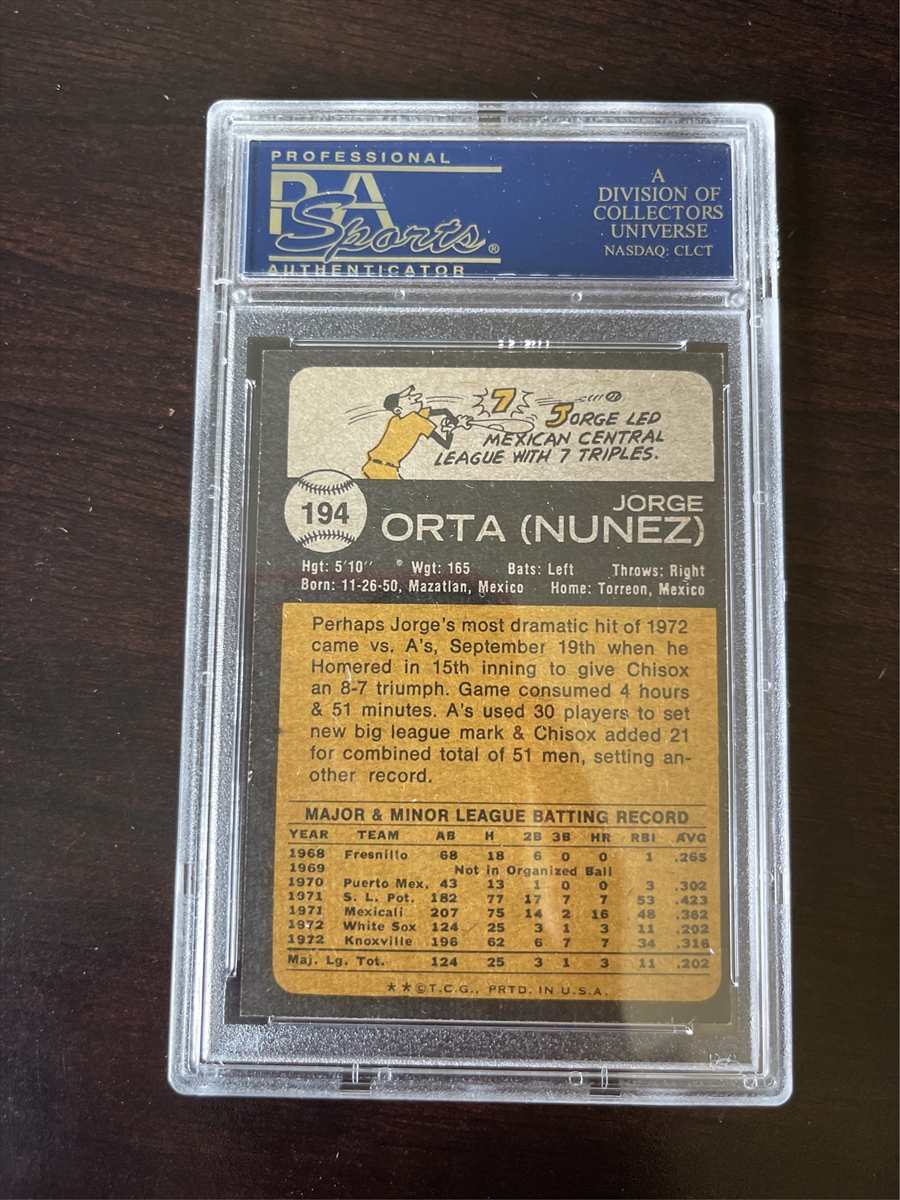 PROFESSIONAL
PSA
Sports®
AUTHENTICATOR
A
DIVISION OF
COLLECTORS
UNIVERSE
NASDAQ: CLCT
7
JORGE LED
MEXICAN CENTRAL
LEAGUE WITH 7 TRIPLES.
194
JORGE
ORTA (NUNEZ)
Hgt: 5'10" Wgt: 165 Bats: Left Throws: Right
Born: 11-26-50, Mazatlan, Mexico Home: Torreon, Mexico
Perhaps Jorge's most dramatic hit of 1972
came vs. A's, September 19th when he
Homered in 15th inning to give Chisox
an 8-7 triumph. Game consumed 4 hours
& 51 minutes. A's used 30 players to set
new big league mark & Chisox added 21
for combined total of 51 men, setting an-
other record.
MAJOR & MINOR LEAGUE BATTING RECORD
YEAR TEAM AB H 2B 3B HR RBI AVG
1968 Fresnillo 68 18 6 0 0 1 .265
1969 Not in Organized Ball
1970 Puerto Mex. 43 13 1 0 0 3 .302
1971 S. L. Pot. 182 77 17 7 7 53 .423
1971 Mexicali 207 75 14 2 16 48 .362
1972 White Sox 124 25 3 1 3 11 .202
1972 Knoxville 196 62 6 7 7 34 .316
Maj. Lg. Tot. 124 25 3 1 3 11 .202
**©T.C.G., PRTD. IN U.S.A.